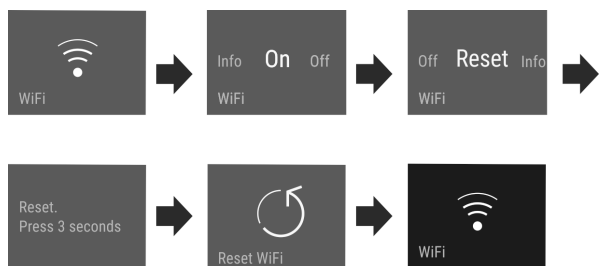 WiFi
Info On Off
WiFi
Off Reset Info
WiFi
Reset.
Press 3 seconds
Reset WiFi
WiFi